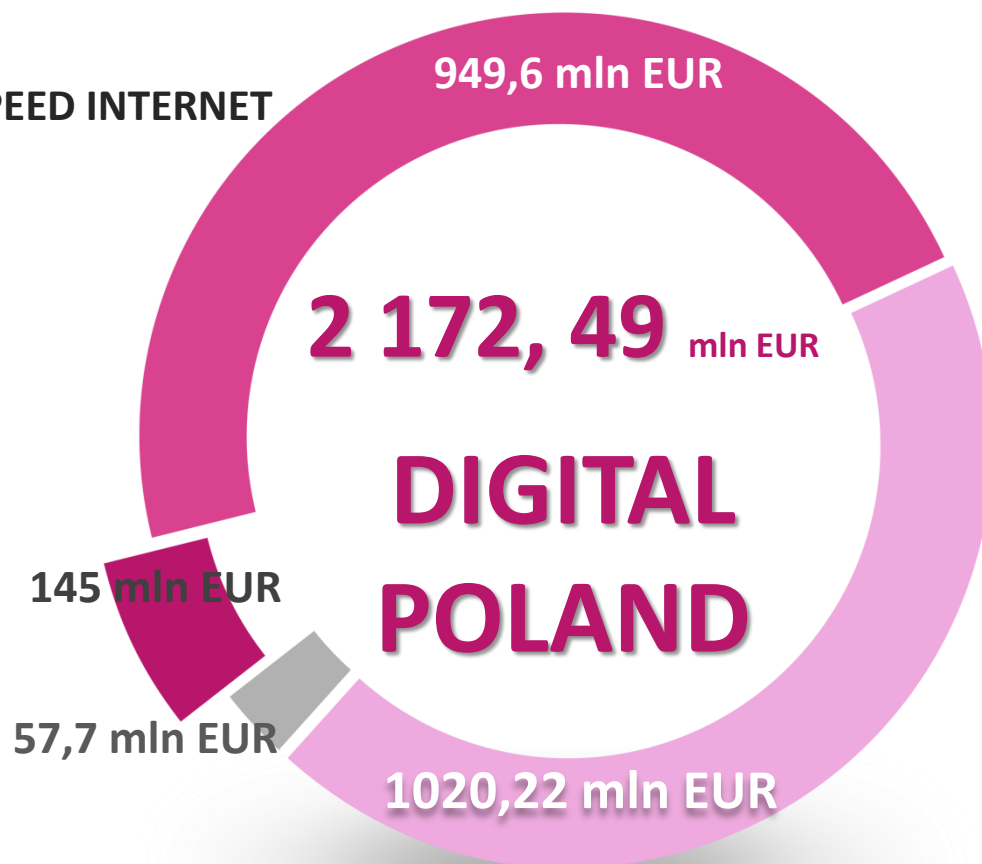 949,6 mln EUR
PEED INTERNET
2 172, 49 mln EUR
DIGITAL
POLAND
145 mln EUR
57,7 mln EUR
1020,22 mln EUR